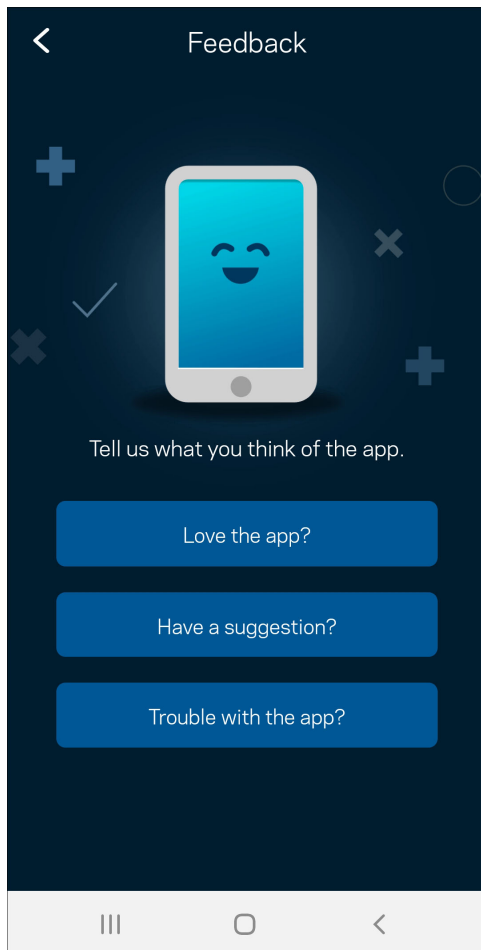 Feedback
Tell us what you think of the app.
Love the app?
Have a suggestion?
Trouble with the app?